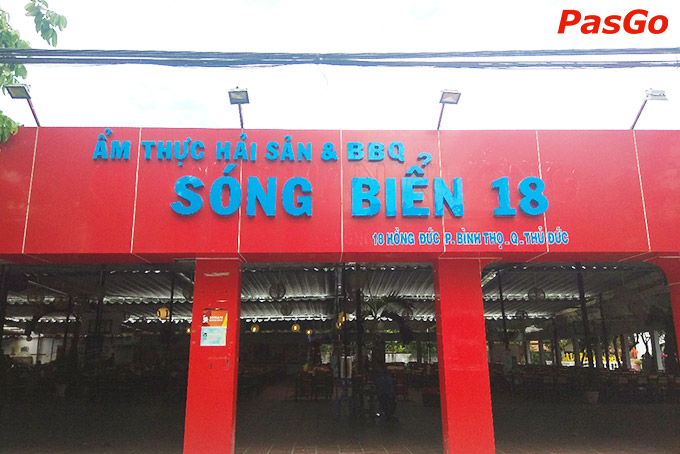 PasGo
ẨM THỰC HẢI SẢN & BBQ
SÓNG BIỂN 18
18 HỒNG ĐỨC P. BÌNH THỌ . Q. THỦ ĐỨC